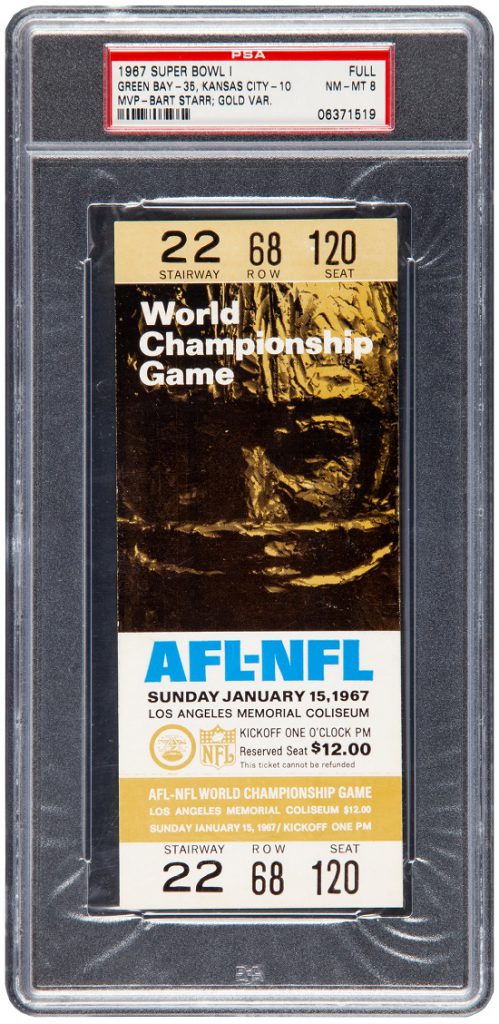 PSA
1967 SUPER BOWL I FULL
GREEN BAY – 35, KANSAS CITY – 10 NM – MT 8
MVP – BART STARR; GOLD VAR.
06371519
22 68 120
STAIRWAY ROW SEAT
World
Championship
Game
AFL-NFL
SUNDAY JANUARY 15, 1967
LOS ANGELES MEMORIAL COLISEUM
NFL
KICKOFF ONE O'CLOCK PM
Reserved Seat $12.00
This ticket cannot be refunded
AFL-NFL WORLD CHAMPIONSHIP GAME
LOS ANGELES MEMORIAL COLISEUM $12.00
SUNDAY JANUARY 15, 1967/ KICKOFF ONE PM
STAIRWAY ROW SEAT
22 68 120